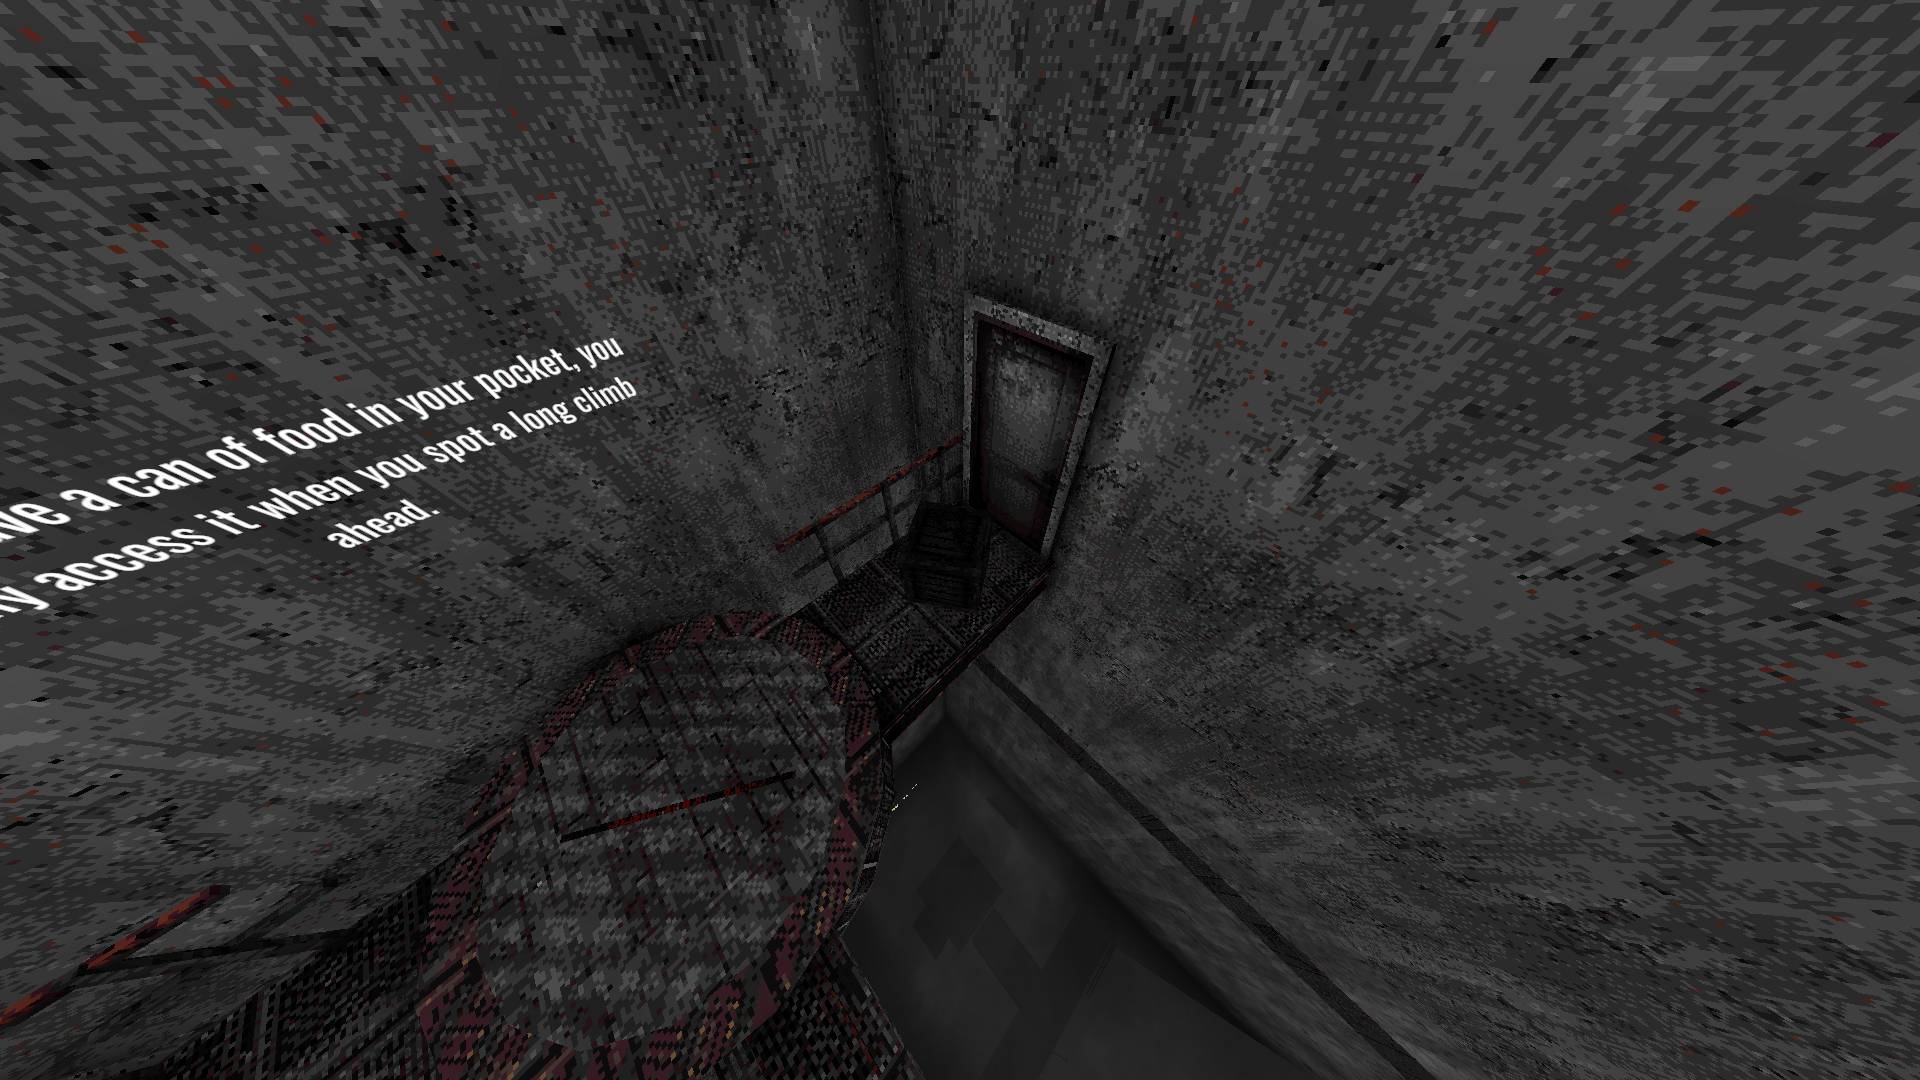 a can of food in your pocket, you
access it when you spot a long climb
ahead.